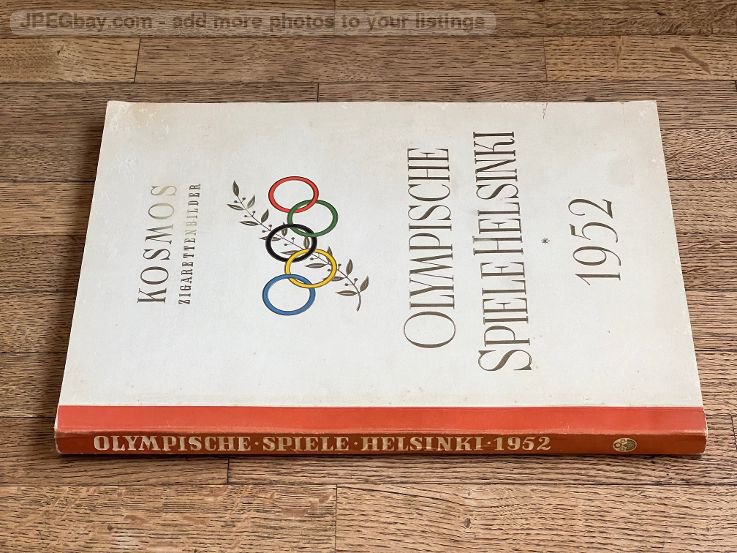 JPEGbay.com - add more photos to your listings
KOSMOS
ZIGARETTENBILDER
OLYMPISCHE
SPIELE HELSINKI
*
1952
OLYMPISCHE·SPIELE·HELSINKI·1952